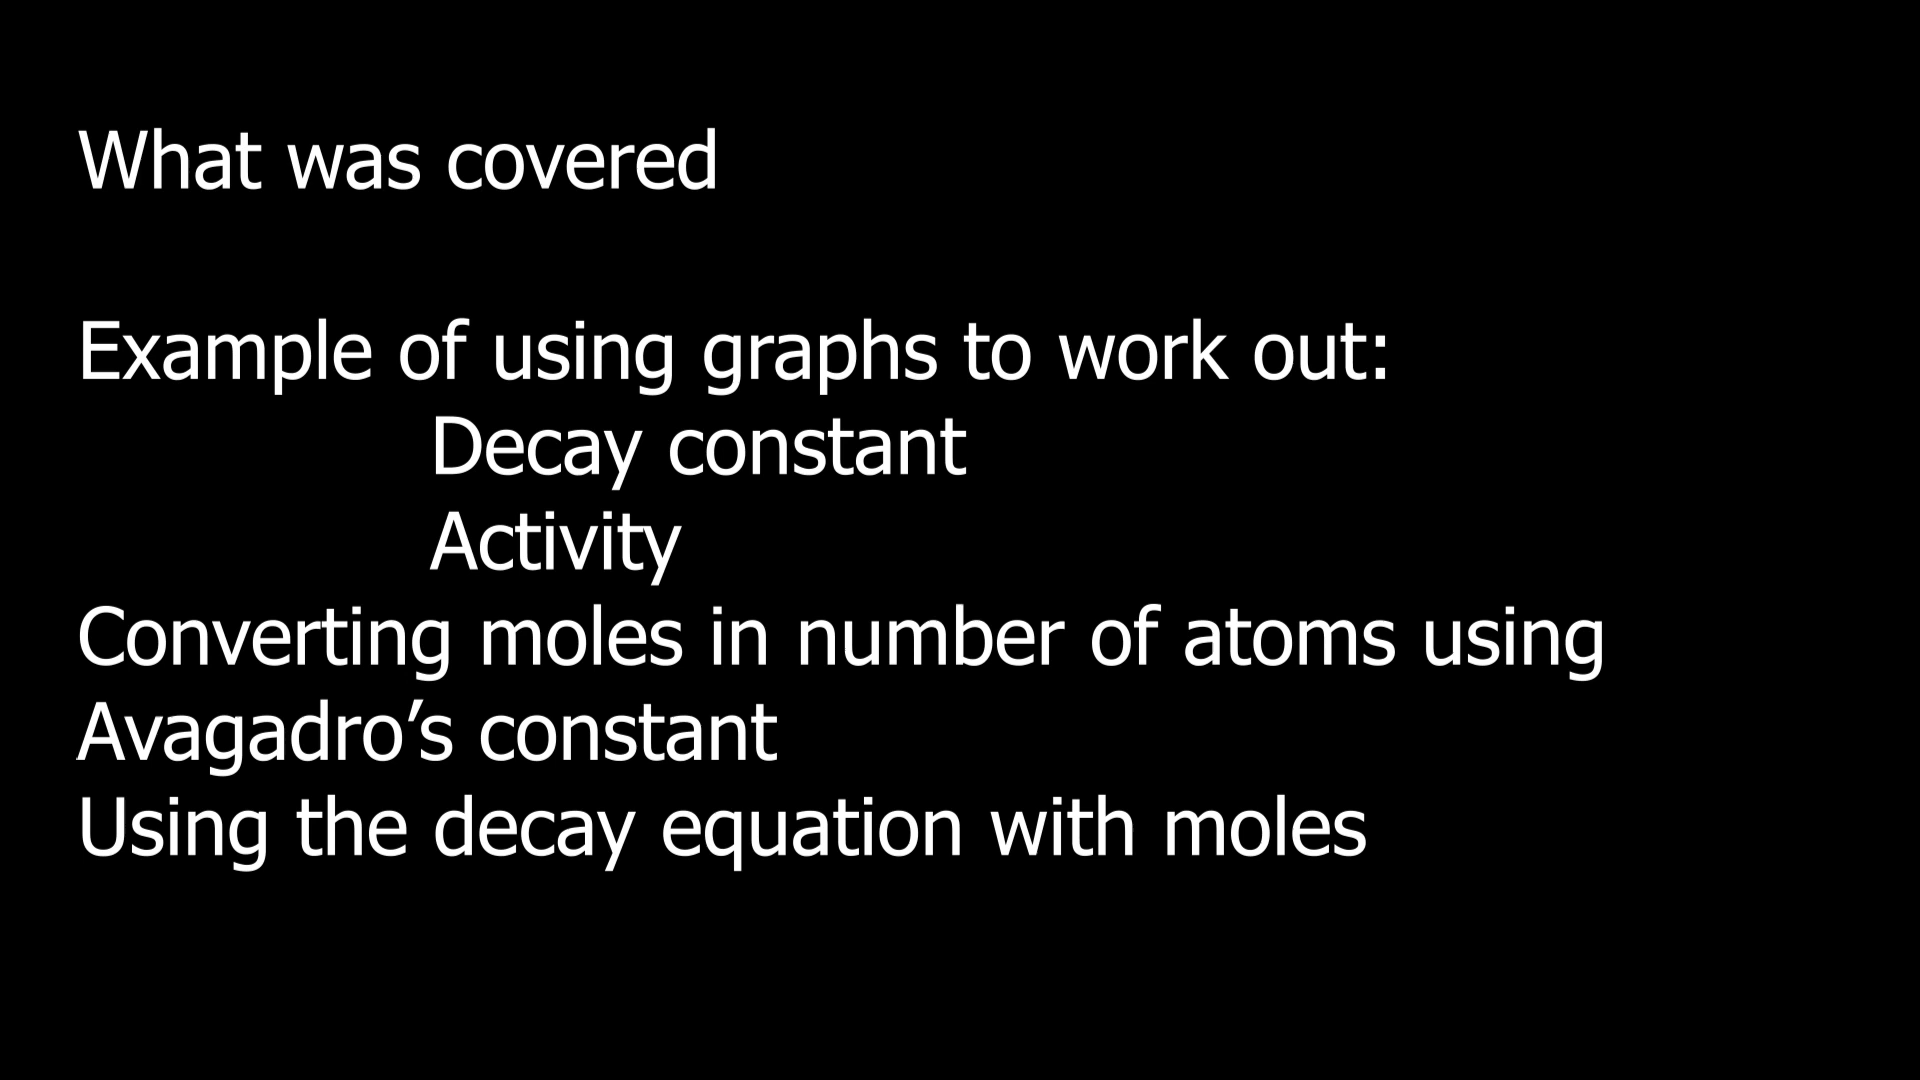 What was covered
Example of using graphs to work out:
Decay constant
Activity
Converting moles in number of atoms using
Avagadro’s constant
Using the decay equation with moles